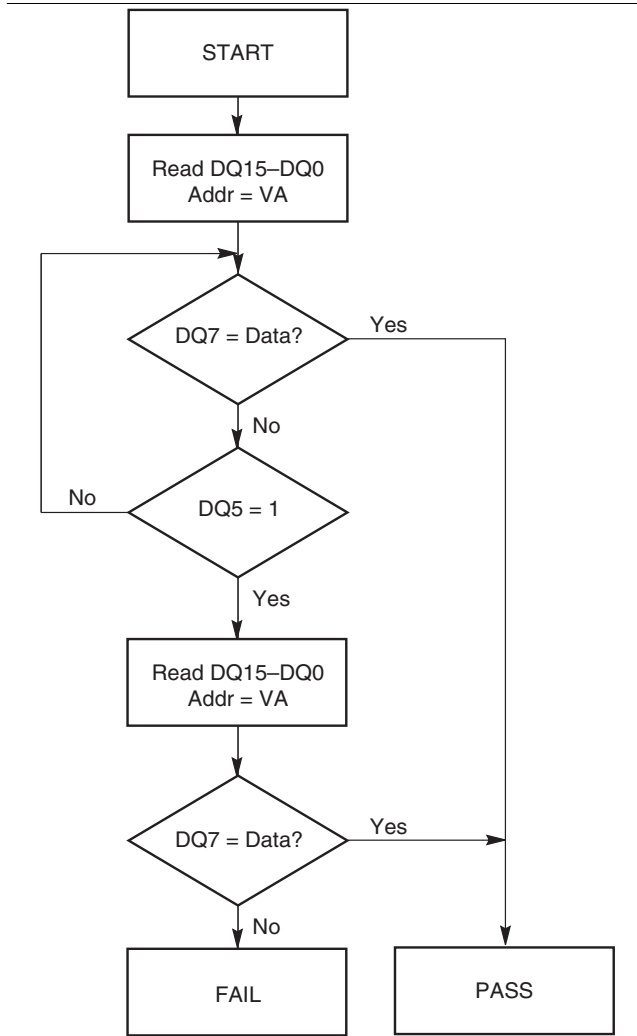 START
Read DQ15–DQ0
Addr = VA
DQ7 = Data?
Yes
No
No
DQ5 = 1
Yes
Read DQ15–DQ0
Addr = VA
DQ7 = Data?
Yes
No
FAIL
PASS